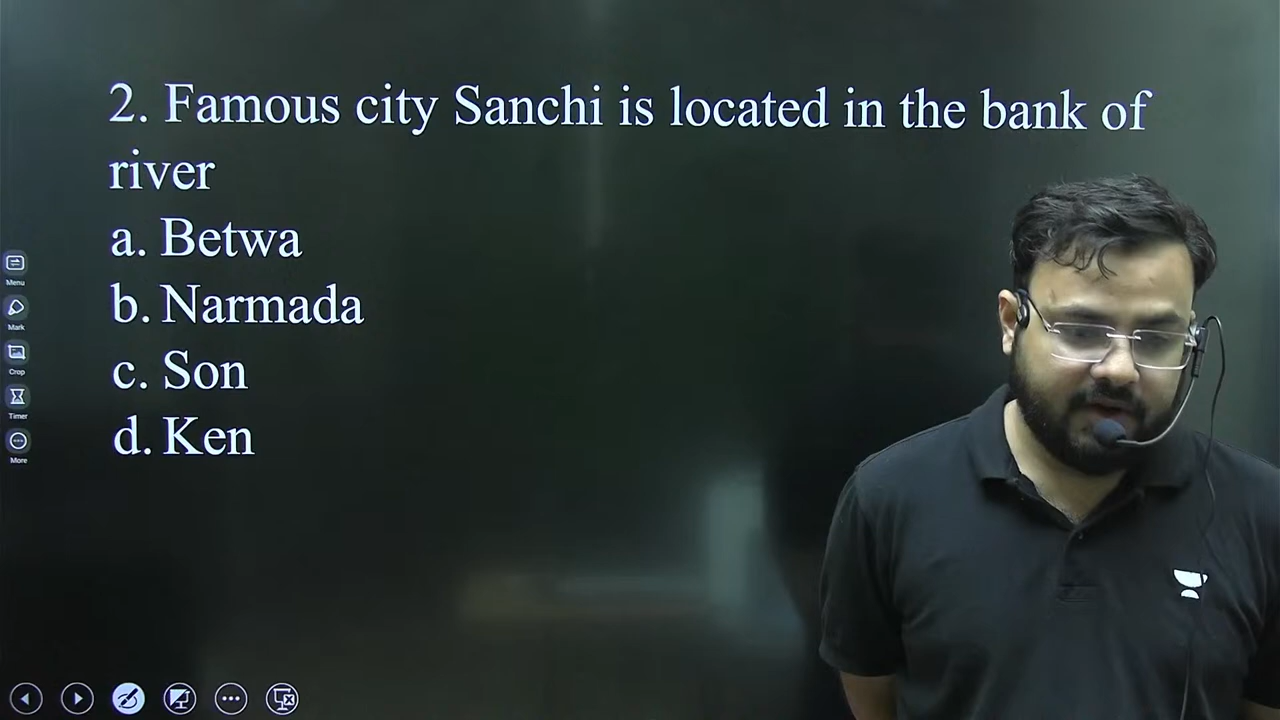 2. Famous city Sanchi is located in the bank of
river
a. Betwa
b. Narmada
c. Son
d. Ken
Menu
Mark
Crop
Timer
More